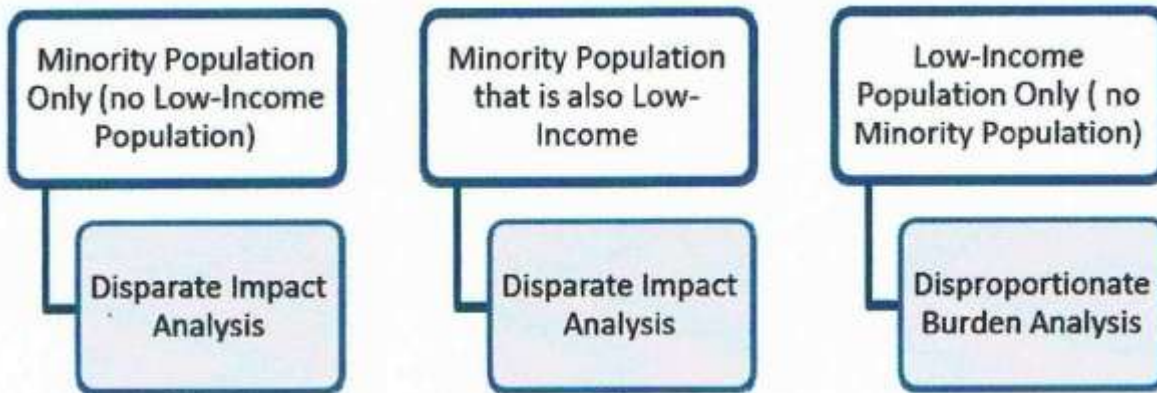 Minority Population
Only (no Low-Income
Population)
Disparate Impact
Analysis
Minority Population
that is also Low-
Income
Disparate Impact
Analysis
Low-Income
Population Only ( no
Minority Population)
Disproportionate
Burden Analysis